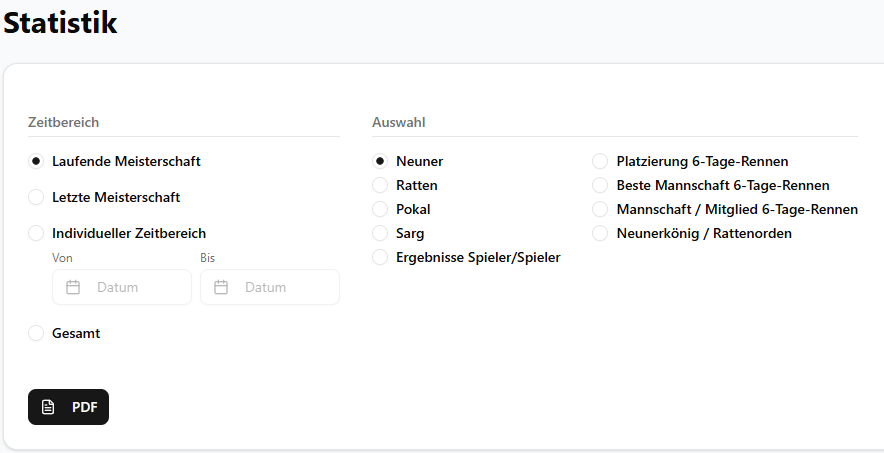 Statistik
Zeitbereich
Laufende Meisterschaft
Letzte Meisterschaft
Individueller Zeitbereich
Von Bis
Datum Datum
Gesamt
Auswahl
Neuner
Ratten
Pokal
Sarg
Ergebnisse Spieler/Spieler
Platzierung 6-Tage-Rennen
Beste Mannschaft 6-Tage-Rennen
Mannschaft / Mitglied 6-Tage-Rennen
Neunerkönig / Rattenorden
PDF